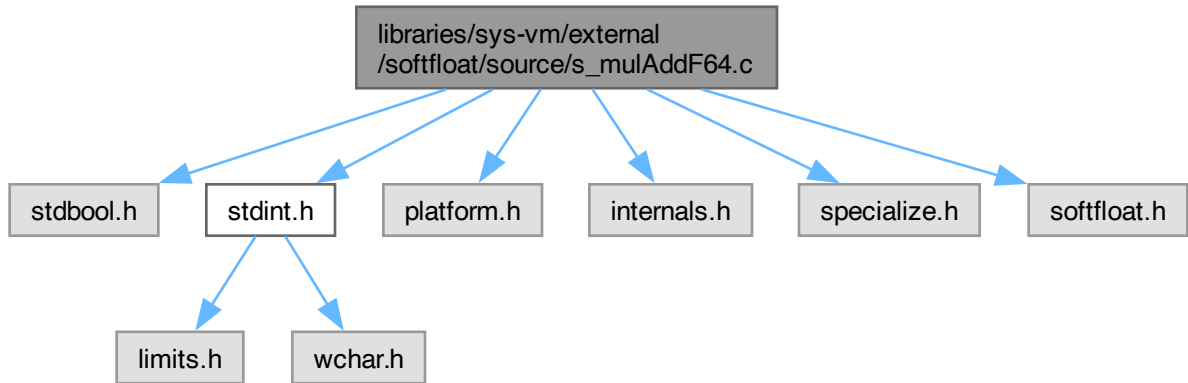 libraries/sys-vm/external
/softfloat/source/s_mulAddF64.c
stdbool.h
stdint.h
platform.h
internals.h
specialize.h
softfloat.h
limits.h
wchar.h